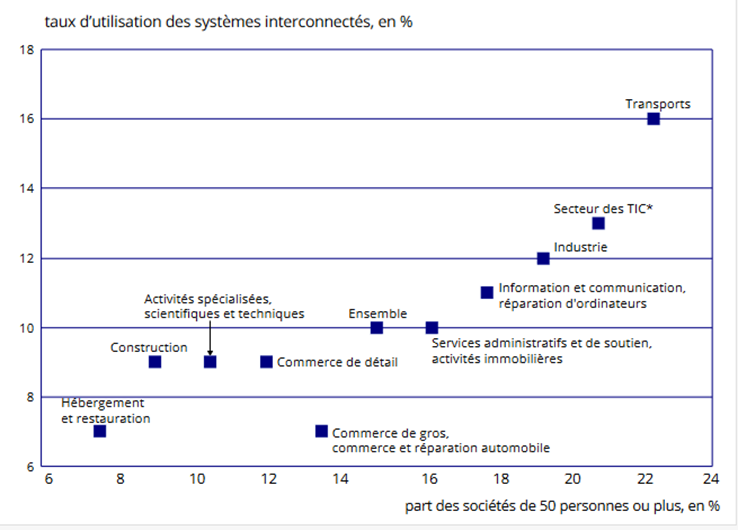 taux d’utilisation des systèmes interconnectés, en %
18
Transports
16
14
Secteur des TIC*
Industrie
12
Information et communication,
réparation d'ordinateurs
Activités spécialisées,
scientifiques et techniques
Ensemble
10
Services administratifs et de soutien,
activités immobilières
Construction
Commerce de détail
8
Hébergement
et restauration
Commerce de gros,
commerce et réparation automobile
6
6 8 10 12 14 16 18 20 22 24
part des sociétés de 50 personnes ou plus, en %